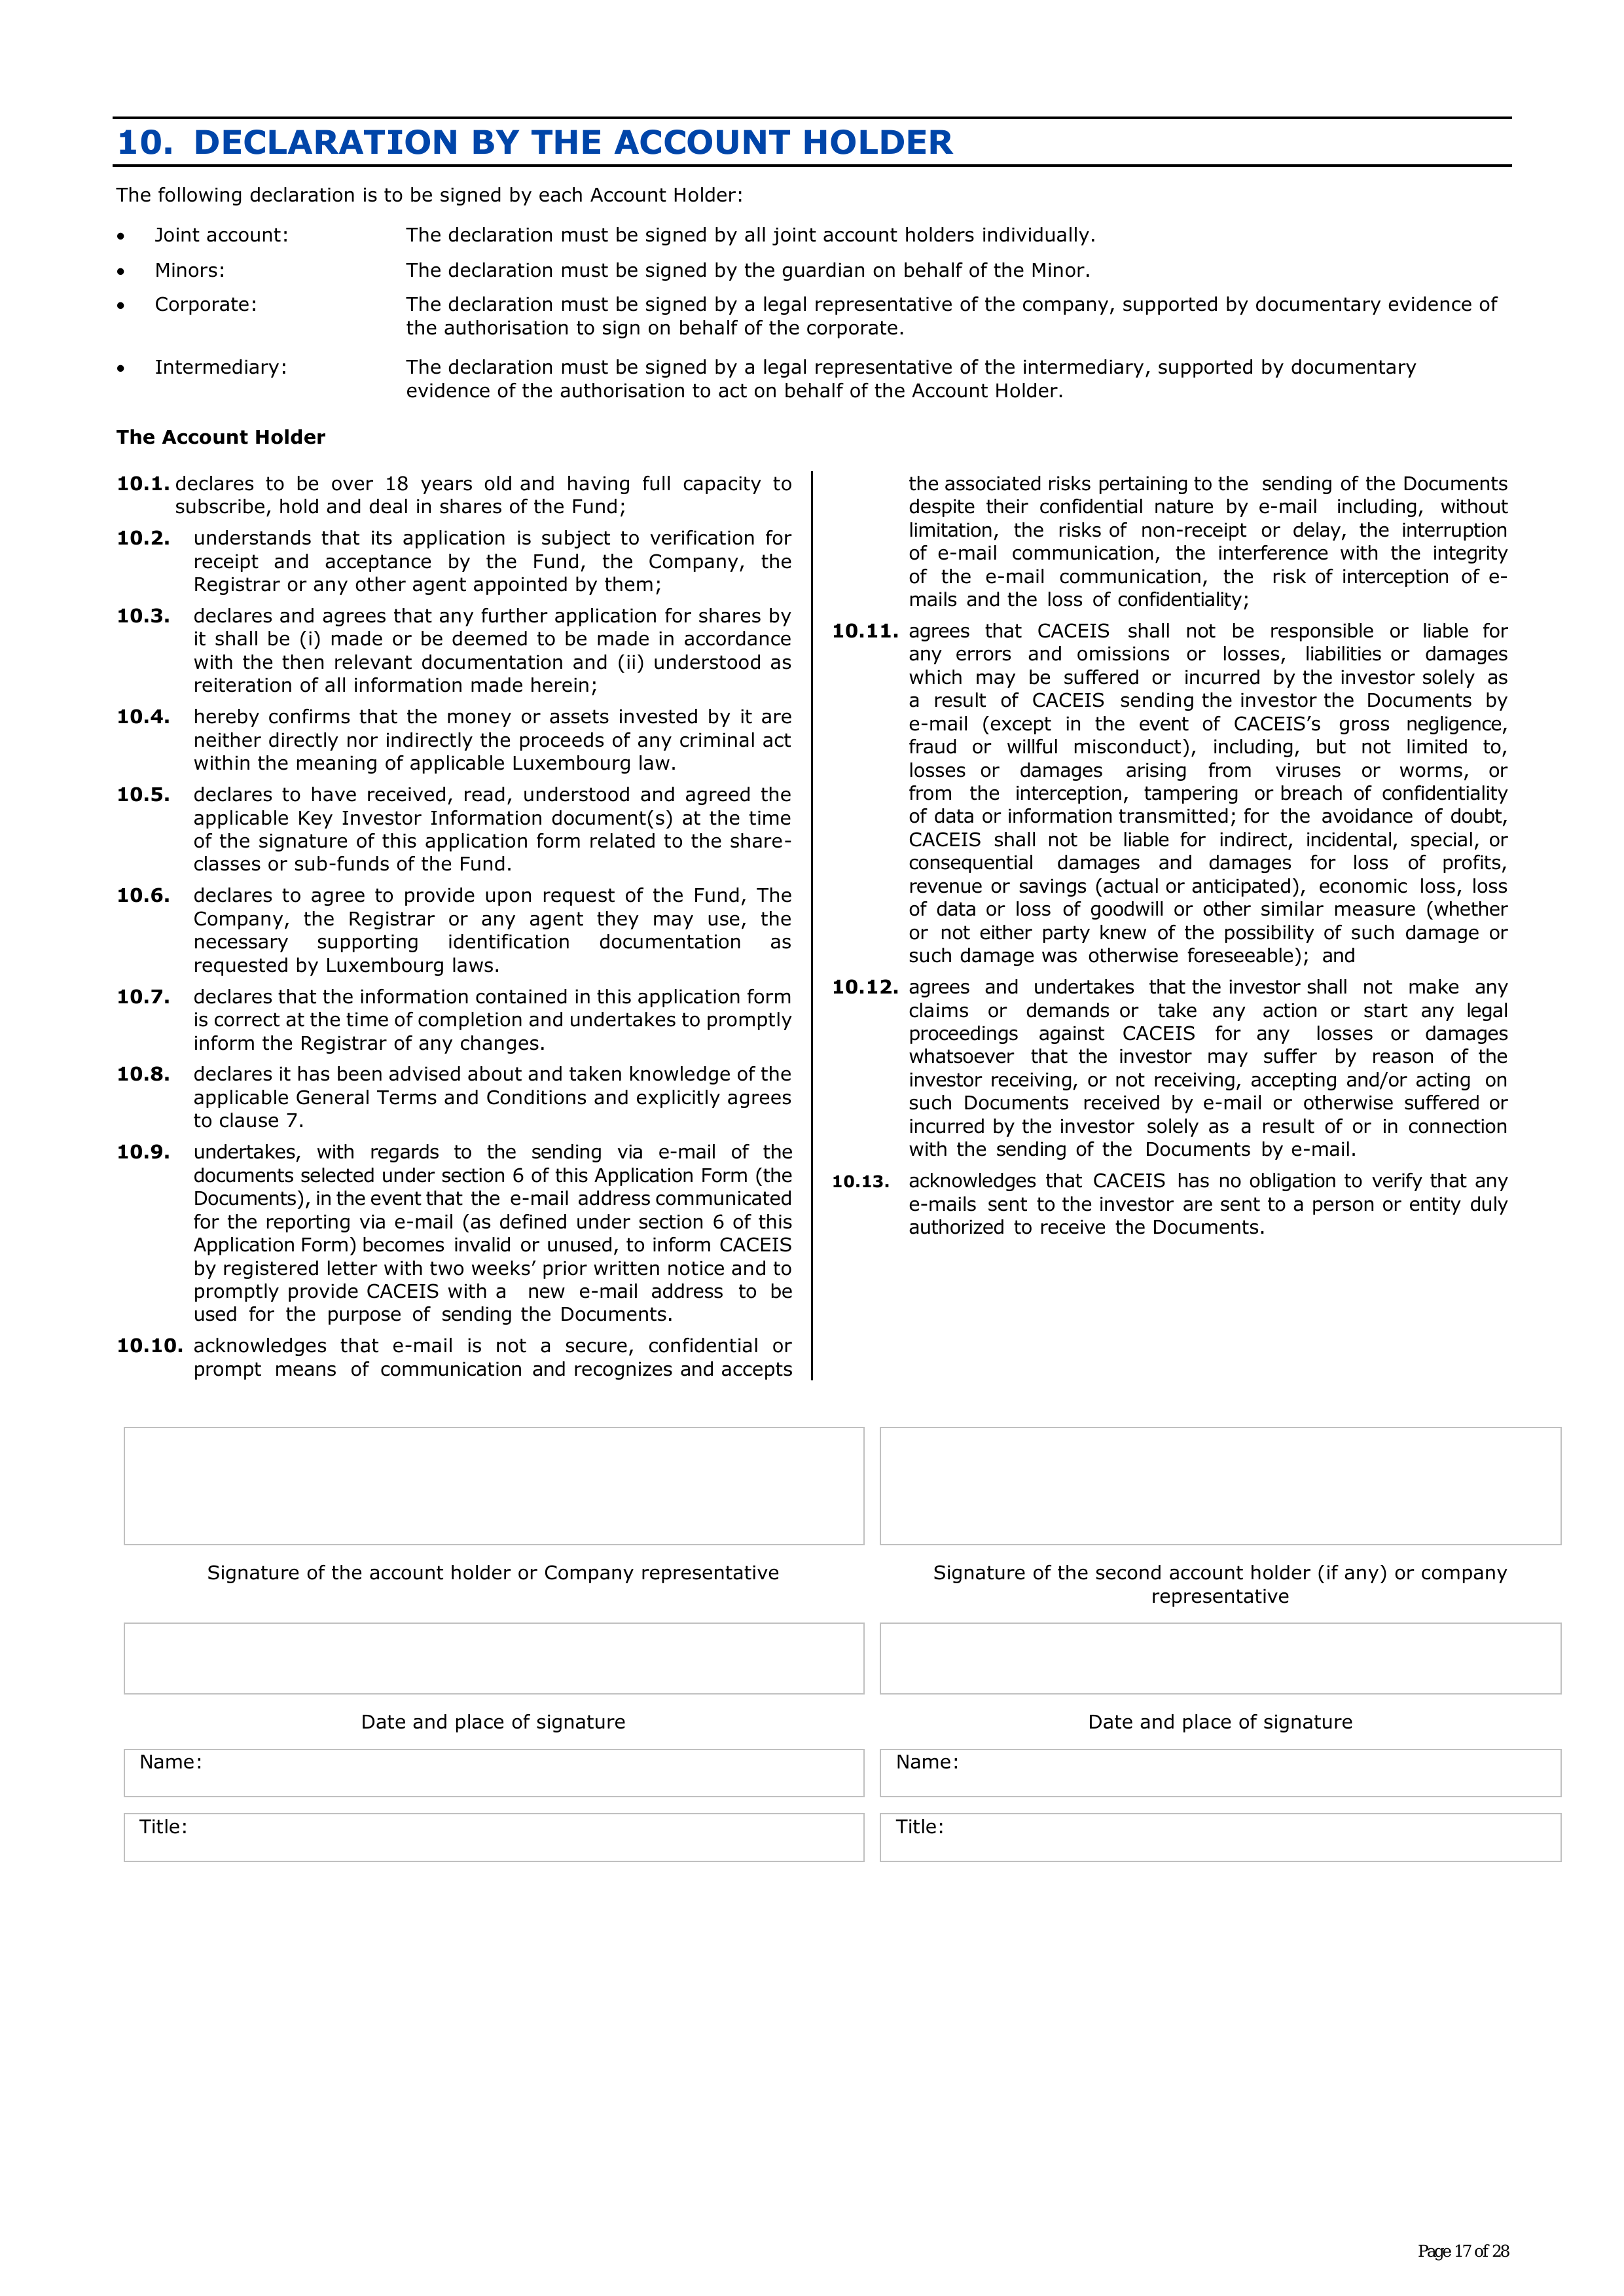 10. DECLARATION BY THE ACCOUNT HOLDER
The following declaration is to be signed by each Account Holder:
• Joint account: The declaration must be signed by all joint account holders individually.
• Minors: The declaration must be signed by the guardian on behalf of the Minor.
• Corporate: The declaration must be signed by a legal representative of the company, supported by documentary evidence of
the authorisation to sign on behalf of the corporate.
• Intermediary: The declaration must be signed by a legal representative of the intermediary, supported by documentary
evidence of the authorisation to act on behalf of the Account Holder.
The Account Holder
10.1. declares to be over 18 years old and having full capacity to
subscribe, hold and deal in shares of the Fund;
10.2. understands that its application is subject to verification for
receipt and acceptance by the Fund, the Company, the
Registrar or any other agent appointed by them;
10.3. declares and agrees that any further application for shares by
it shall be (i) made or be deemed to be made in accordance
with the then relevant documentation and (ii) understood as
reiteration of all information made herein;
10.4. hereby confirms that the money or assets invested by it are
neither directly nor indirectly the proceeds of any criminal act
within the meaning of applicable Luxembourg law.
10.5. declares to have received, read, understood and agreed the
applicable Key Investor Information document(s) at the time
of the signature of this application form related to the share-
classes or sub-funds of the Fund.
10.6. declares to agree to provide upon request of the Fund, The
Company, the Registrar or any agent they may use, the
necessary supporting identification documentation as
requested by Luxembourg laws.
10.7. declares that the information contained in this application form
is correct at the time of completion and undertakes to promptly
inform the Registrar of any changes.
10.8. declares it has been advised about and taken knowledge of the
applicable General Terms and Conditions and explicitly agrees
to clause 7.
10.9. undertakes, with regards to the sending via e-mail of the
documents selected under section 6 of this Application Form (the
Documents), in the event that the e-mail address communicated
for the reporting via e-mail (as defined under section 6 of this
Application Form) becomes invalid or unused, to inform CACEIS
by registered letter with two weeks’ prior written notice and to
promptly provide CACEIS with a new e-mail address to be
used for the purpose of sending the Documents.
10.10. acknowledges that e-mail is not a secure, confidential or
prompt means of communication and recognizes and accepts
the associated risks pertaining to the sending of the Documents
despite their confidential nature by e-mail including, without
limitation, the risks of non-receipt or delay, the interruption
of e-mail communication, the interference with the integrity
of the e-mail communication, the risk of interception of e-
mails and the loss of confidentiality;
10.11. agrees that CACEIS shall not be responsible or liable for
any errors and omissions or losses, liabilities or damages
which may be suffered or incurred by the investor solely as
a result of CACEIS sending the investor the Documents by
e-mail (except in the event of CACEIS’s gross negligence,
fraud or willful misconduct), including, but not limited to,
losses or damages arising from viruses or worms, or
from the interception, tampering or breach of confidentiality
of data or information transmitted; for the avoidance of doubt,
CACEIS shall not be liable for indirect, incidental, special, or
consequential damages and damages for loss of profits,
revenue or savings (actual or anticipated), economic loss, loss
of data or loss of goodwill or other similar measure (whether
or not either party knew of the possibility of such damage or
such damage was otherwise foreseeable); and
10.12. agrees and undertakes that the investor shall not make any
claims or demands or take any action or start any legal
proceedings against CACEIS for any losses or damages
whatsoever that the investor may suffer by reason of the
investor receiving, or not receiving, accepting and/or acting on
such Documents received by e-mail or otherwise suffered or
incurred by the investor solely as a result of or in connection
with the sending of the Documents by e-mail.
10.13. acknowledges that CACEIS has no obligation to verify that any
e-mails sent to the investor are sent to a person or entity duly
authorized to receive the Documents.
Signature of the account holder or Company representative
Signature of the second account holder (if any) or company
representative
Date and place of signature
Date and place of signature
Name:
Name:
Title:
Title:
Page 17 of 28